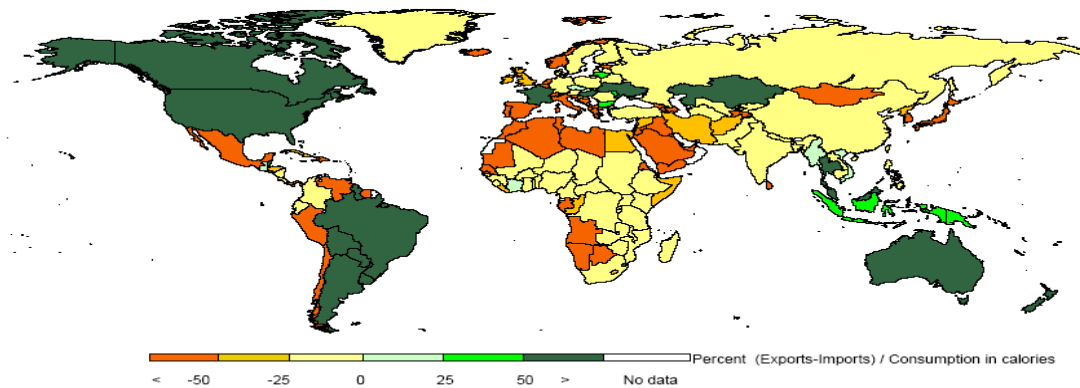 Percent (Exports-Imports) / Consumption in calories
< -50 -25 0 25 50 > No data